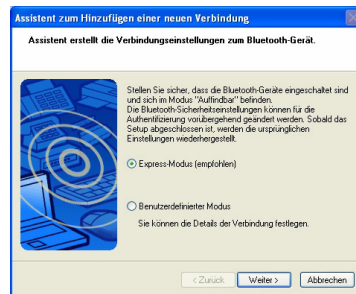 Assistent zum Hinzufügen einer neuen Verbindung
Assistent erstellt die Verbindungseinstellungen zum Bluetooth-Gerät.
Stellen Sie sicher, dass die Bluetooth-Geräte eingeschaltet sind
und sich im Modus "Auffindbar" befinden.
Die Bluetooth-Sicherheitseinstellungen können für die
Authentifizierung vorübergehend geändert werden. Sobald das
Setup abgeschlossen ist, werden die ursprünglichen
Einstellungen wiederhergestellt.
Express-Modus (empfohlen)
Benutzerdefinierter Modus
Sie können die Details der Verbindung festlegen.
< Zurück Weiter > Abbrechen